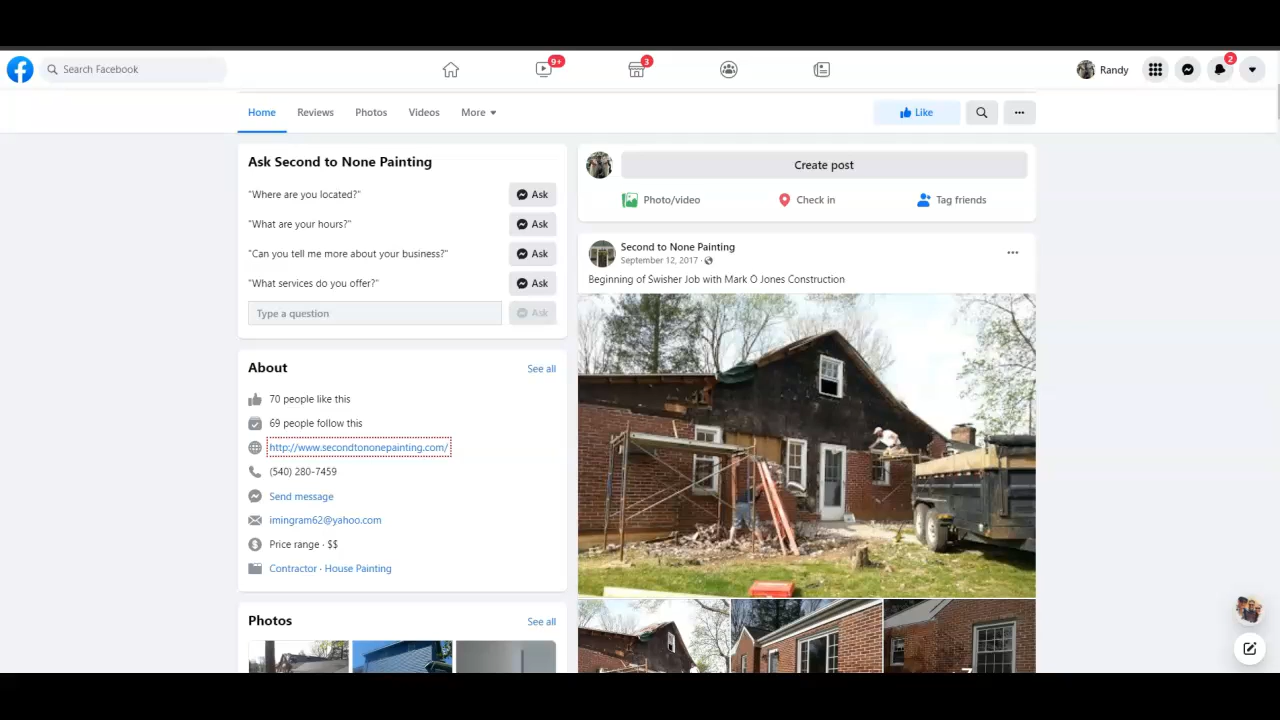 Search Facebook
9+
3
Randy
2
Home
Reviews
Photos
Videos
More
Like
Ask Second to None Painting
"Where are you located?"
Ask
"What are your hours?"
Ask
"Can you tell me more about your business?"
Ask
"What services do you offer?"
Ask
Type a question
Ask
About
See all
70 people like this
69 people follow this
http://www.secondtononepainting.com/
(540) 280-7459
Send message
imingram62@yahoo.com
Price range · $$
Contractor · House Painting
Photos
See all
Create post
Photo/video
Check in
Tag friends
Second to None Painting
September 12, 2017 ·
Beginning of Swisher Job with Mark O Jones Construction